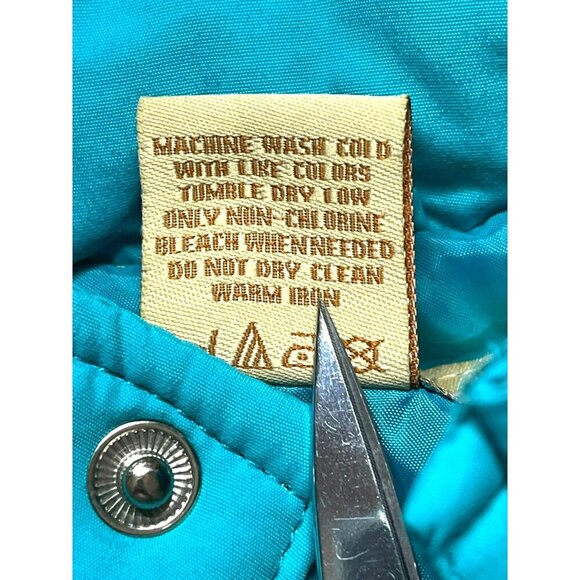 MACHINE WASH COLD
WITH LIKE COLORS
TUMBLE DRY LOW
ONLY NON-CHLORINE
BLEACH WHEN NEEDED
DO NOT DRY CLEAN
WARM IRON